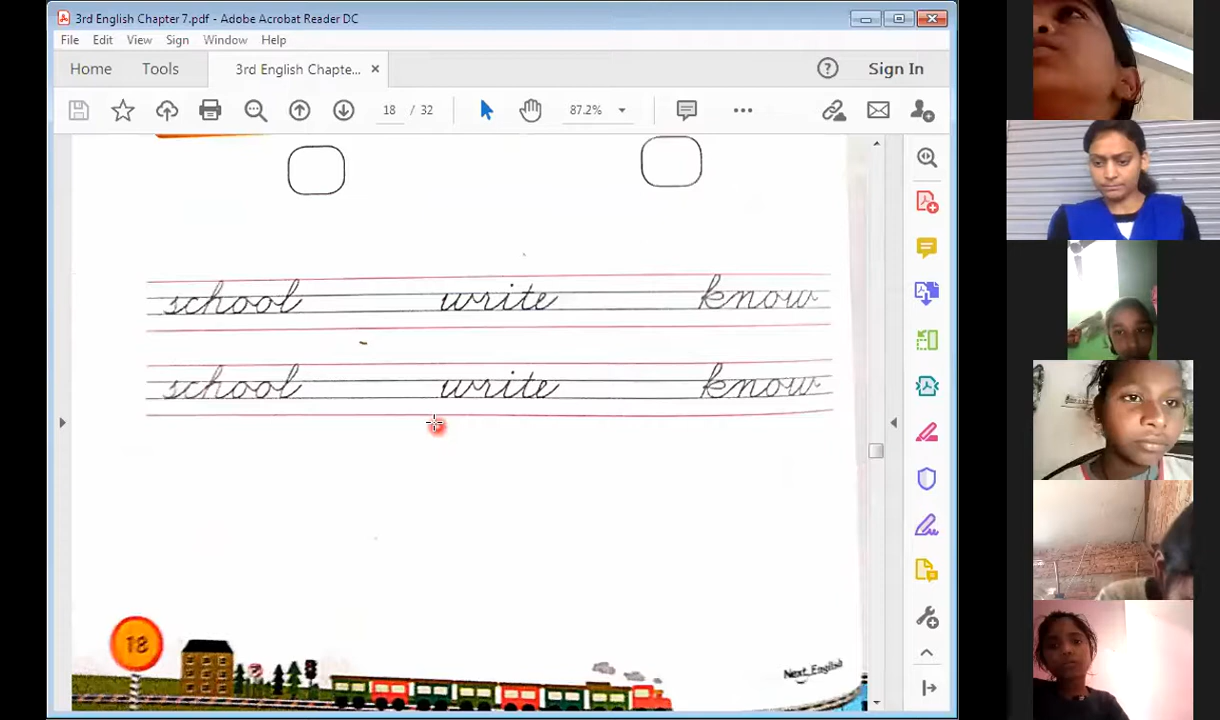 3rd English Chapter 7.pdf - Adobe Acrobat Reader DC
File Edit View Sign Window Help
Home Tools 3rd English Chapte... × ? Sign In
18 / 32 87.2%
school write know
school write know
18
Next English